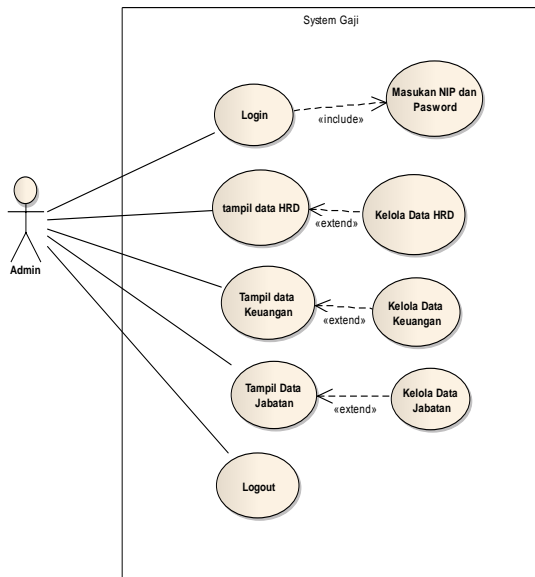 System Gaji
Login
«include»
Masukan NIP dan
Pasword
tampil data HRD
«extend»
Kelola Data HRD
Admin
Tampil data
Keuangan
«extend»
Kelola Data
Keuangan
Tampil Data
Jabatan
«extend»
Kelola Data
Jabatan
Logout